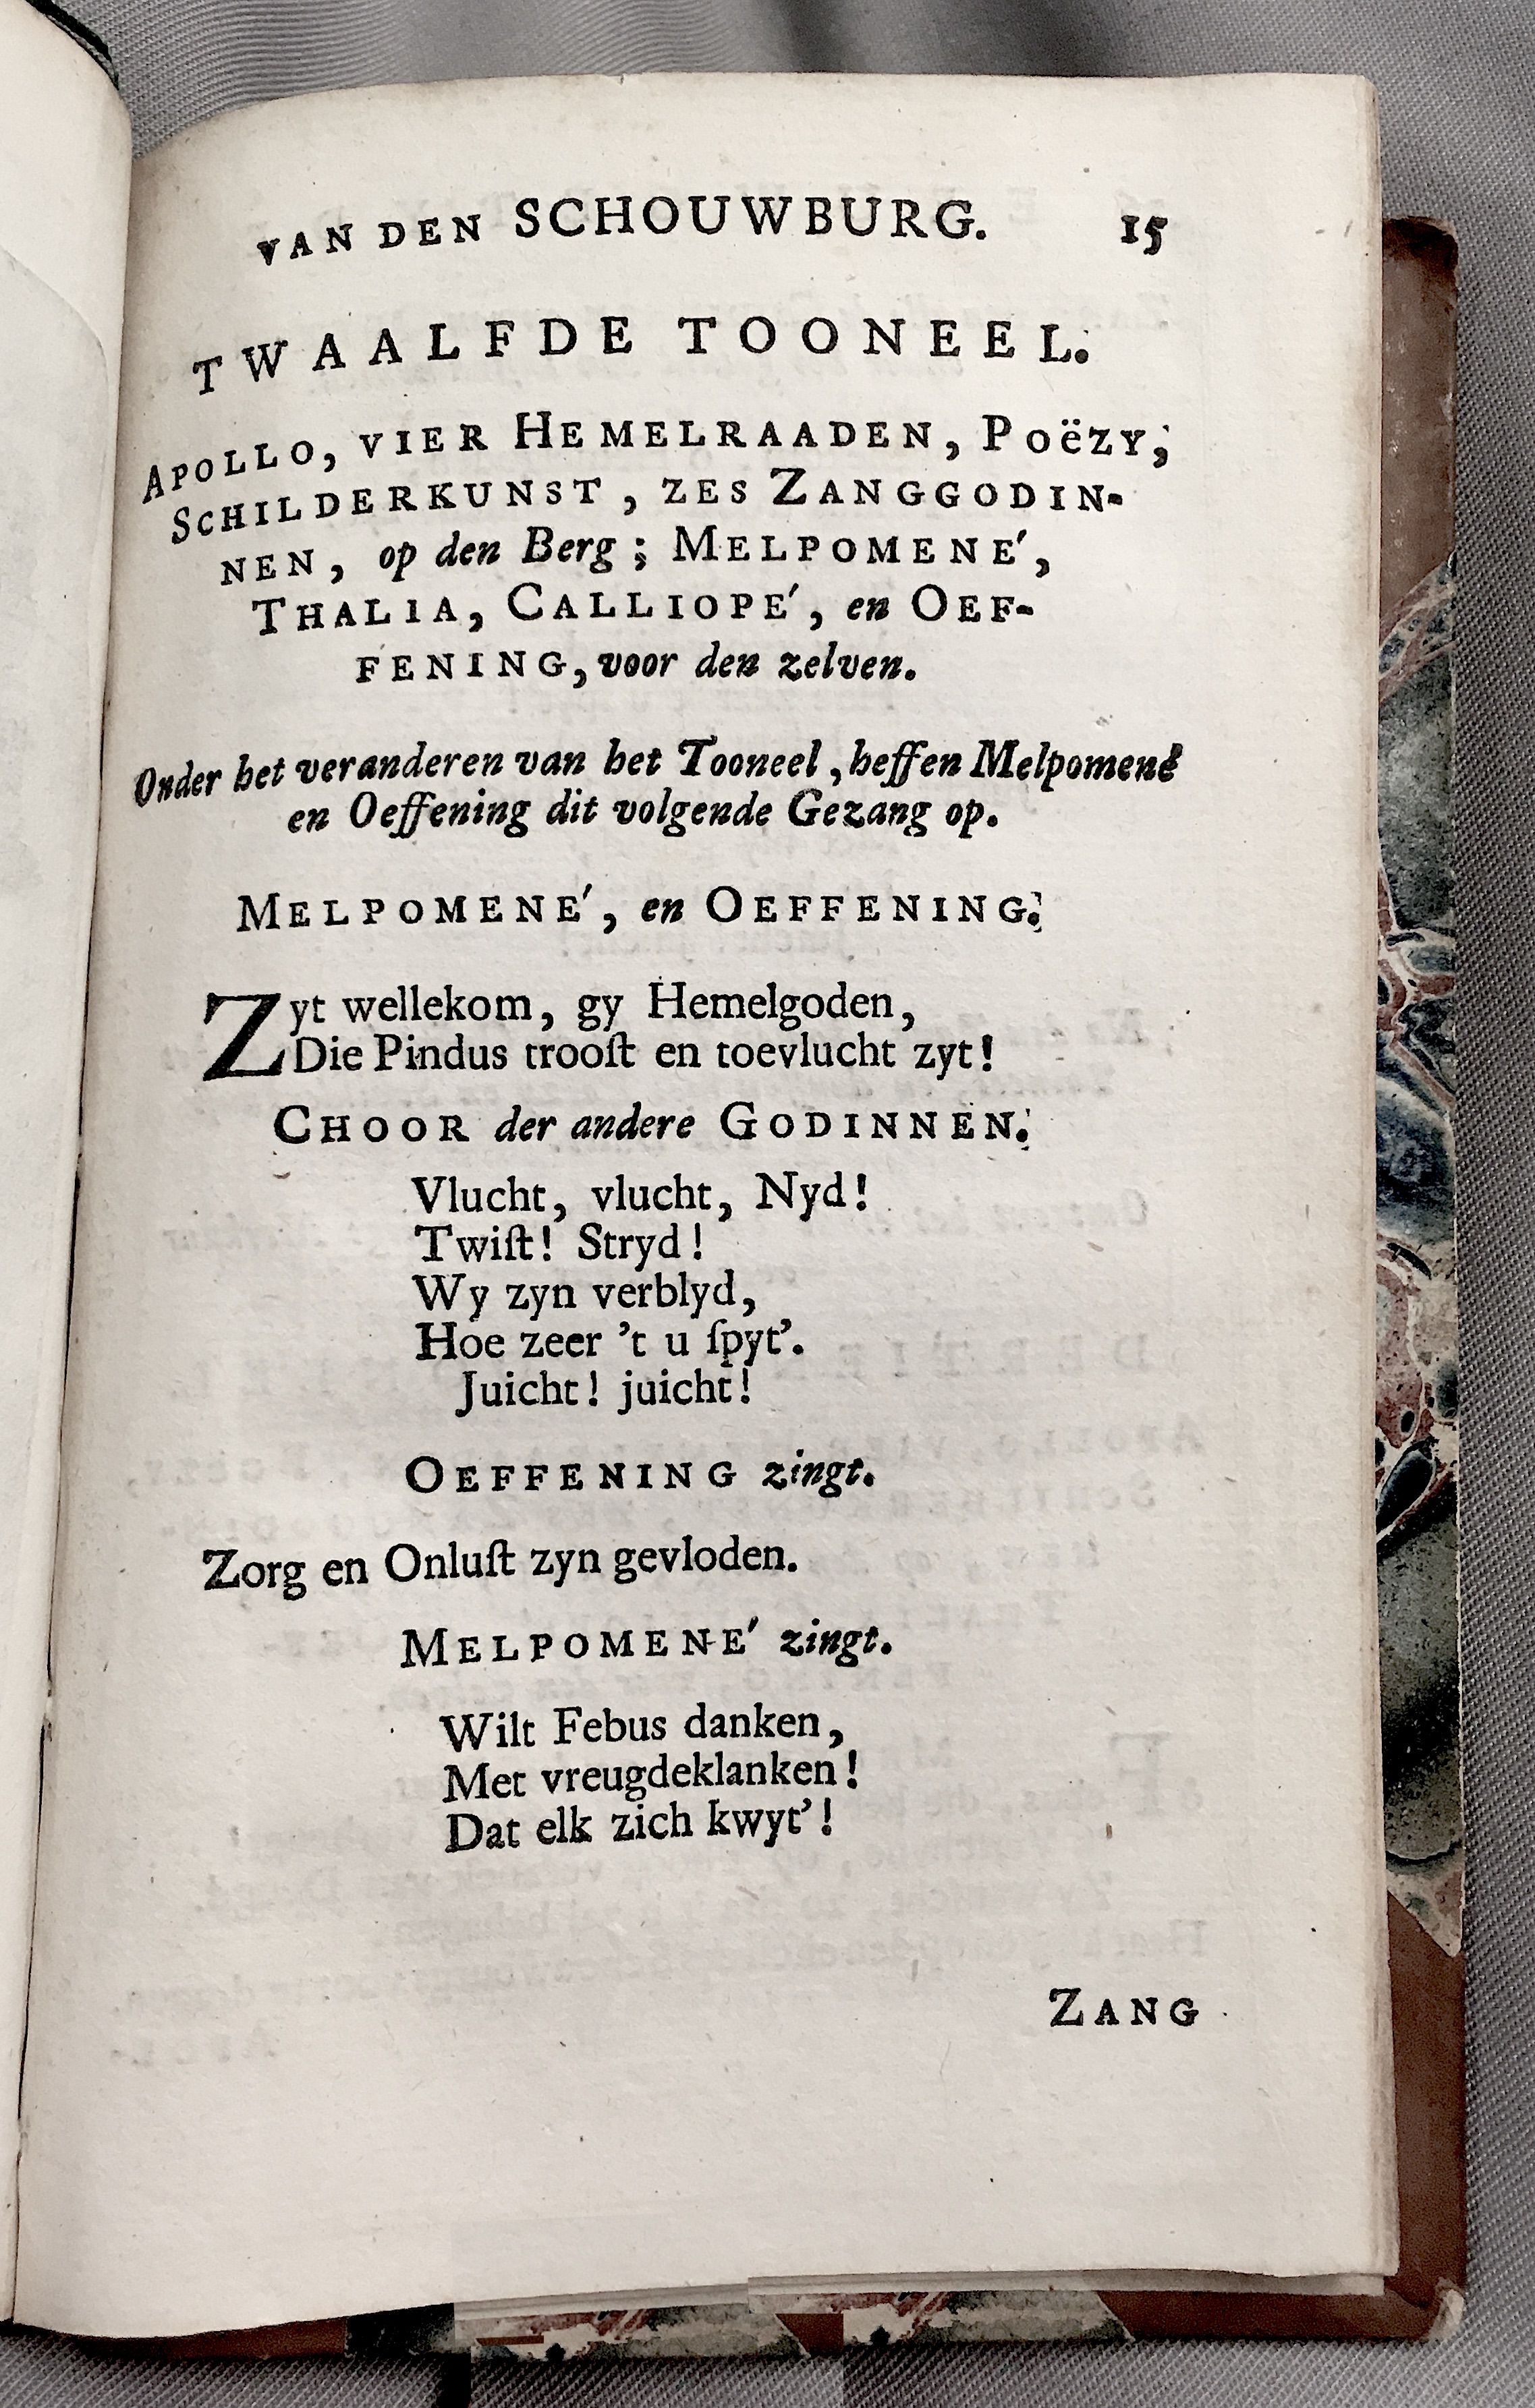 VAN DEN SCHOUWBURG. 15
TWAALFDE TOONEEL.
APOLLO, VIER HEMELRAADEN, POËZY,
SCHILDERKUNST, ZES ZANGGODIN-
NEN, op den Berg; MELPOMENE',
THALIA, CALLIOPE', en OEF-
FENING, voor den zelven.
Onder het veranderen van het Tooneel, heffen Melpomené
en Oeffening dit volgende Gezang op.
MELPOMENE', en OEFFENING.
Zyt wellekom, gy Hemelgoden,
Die Pindus trooſt en toevlucht zyt!
CHOOR der andere GODINNEN.
Vlucht, vlucht, Nyd!
Twiſt! Stryd!
Wy zyn verblyd,
Hoe zeer 't u ſpyt'.
Juicht! juicht!
OEFFENING zingt.
Zorg en Onluſt zyn gevloden.
MELPOMENE' zingt.
Wilt Febus danken,
Met vreugdeklanken!
Dat elk zich kwyt'!
ZANG